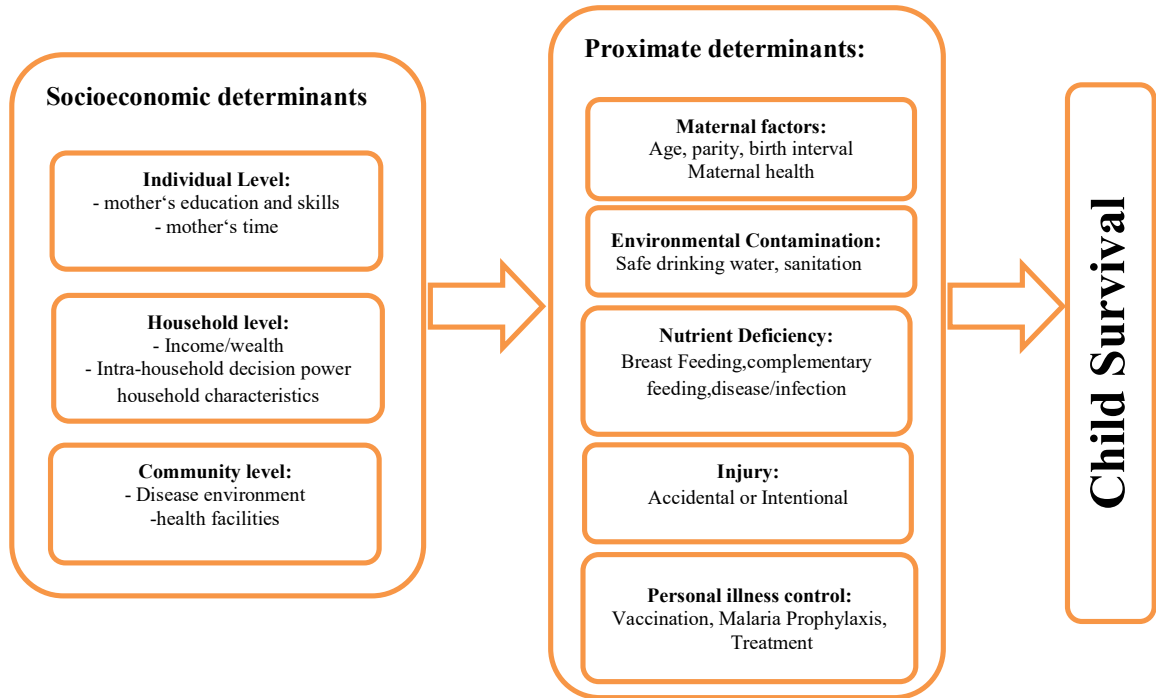 Socioeconomic determinants
Individual Level:
- mother‘s education and skills
- mother‘s time
Household level:
- Income/wealth
- Intra-household decision power
household characteristics
Community level:
- Disease environment
-health facilities
Proximate determinants:
Maternal factors:
Age, parity, birth interval
Maternal health
Environmental Contamination:
Safe drinking water, sanitation
Nutrient Deficiency:
Breast Feeding,complementary
feeding,disease/infection
Injury:
Accidental or Intentional
Personal illness control:
Vaccination, Malaria Prophylaxis,
Treatment
Child Survival